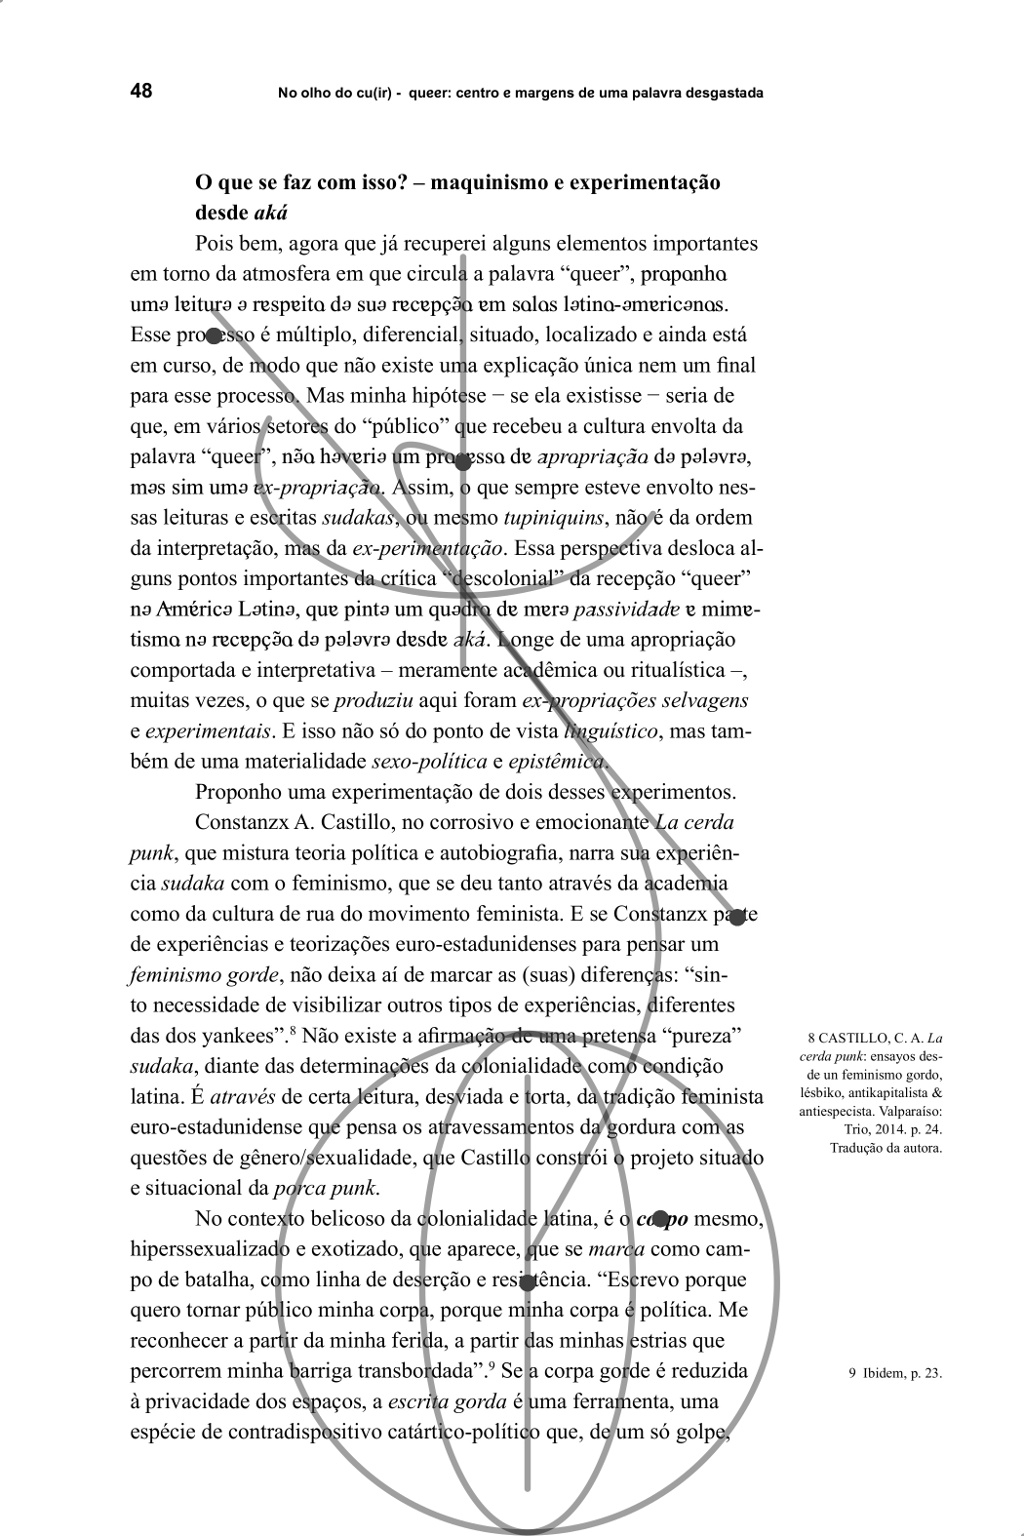 48
No olho do cu(ir) - queer: centro e margens de uma palavra desgastada
O que se faz com isso? – maquinismo e experimentação
desde aká
Pois bem, agora que já recuperei alguns elementos importantes
em torno da atmosfera em que circula a palavra “queer”, proponho
uma leitura a respeito da sua recepção em solos latino-americanos.
Esse processo é múltiplo, diferencial, situado, localizado e ainda está
em curso, de modo que não existe uma explicação única nem um final
para esse processo. Mas minha hipótese − se ela existisse − seria de
que, em vários setores do “público” que recebeu a cultura envolta da
palavra “queer”, não haveria um processo de apropriação da palavra,
mas sim uma ex-propriação. Assim, o que sempre esteve envolto nes-
sas leituras e escritas sudakas, ou mesmo tupiniquins, não é da ordem
da interpretação, mas da ex-perimentação. Essa perspectiva desloca al-
guns pontos importantes da crítica “descolonial” da recepção “queer”
na América Latina, que pinta um quadro de mera passividade e mime-
tismo na recepção da palavra desde aká. Longe de uma apropriação
comportada e interpretativa – meramente acadêmica ou ritualística –,
muitas vezes, o que se produziu aqui foram ex-propriações selvagens
e experimentais. E isso não só do ponto de vista linguístico, mas tam-
bém de uma materialidade sexo-política e epistêmica.
Proponho uma experimentação de dois desses experimentos.
Constanzx A. Castillo, no corrosivo e emocionante La cerda
punk, que mistura teoria política e autobiografia, narra sua experiên-
cia sudaka com o feminismo, que se deu tanto através da academia
como da cultura de rua do movimento feminista. E se Constanzx parte
de experiências e teorizações euro-estadunidenses para pensar um
feminismo gorde, não deixa aí de marcar as (suas) diferenças: “sin-
to necessidade de visibilizar outros tipos de experiências, diferentes
das dos yankees”.8 Não existe a afirmação de uma pretensa “pureza”
sudaka, diante das determinações da colonialidade como condição
latina. É através de certa leitura, desviada e torta, da tradição feminista
euro-estadunidense que pensa os atravessamentos da gordura com as
questões de gênero/sexualidade, que Castillo constrói o projeto situado
e situacional da porca punk.
No contexto belicoso da colonialidade latina, é o corpo mesmo,
hiperssexualizado e exotizado, que aparece, que se marca como cam-
po de batalha, como linha de deserção e resistência. “Escrevo porque
quero tornar público minha corpa, porque minha corpa é política. Me
reconhecer a partir da minha ferida, a partir das minhas estrias que
percorrem minha barriga transbordada”.9 Se a corpa gorde é reduzida
à privacidade dos espaços, a escrita gorda é uma ferramenta, uma
espécie de contradispositivo catártico-político que, de um só golpe,
8 CASTILLO, C. A. La
cerda punk: ensayos des-
de un feminismo gordo,
lésbiko, antikapitalista &
antiespecista. Valparaíso:
Trio, 2014. p. 24.
Tradução da autora.
9 Ibidem, p. 23.